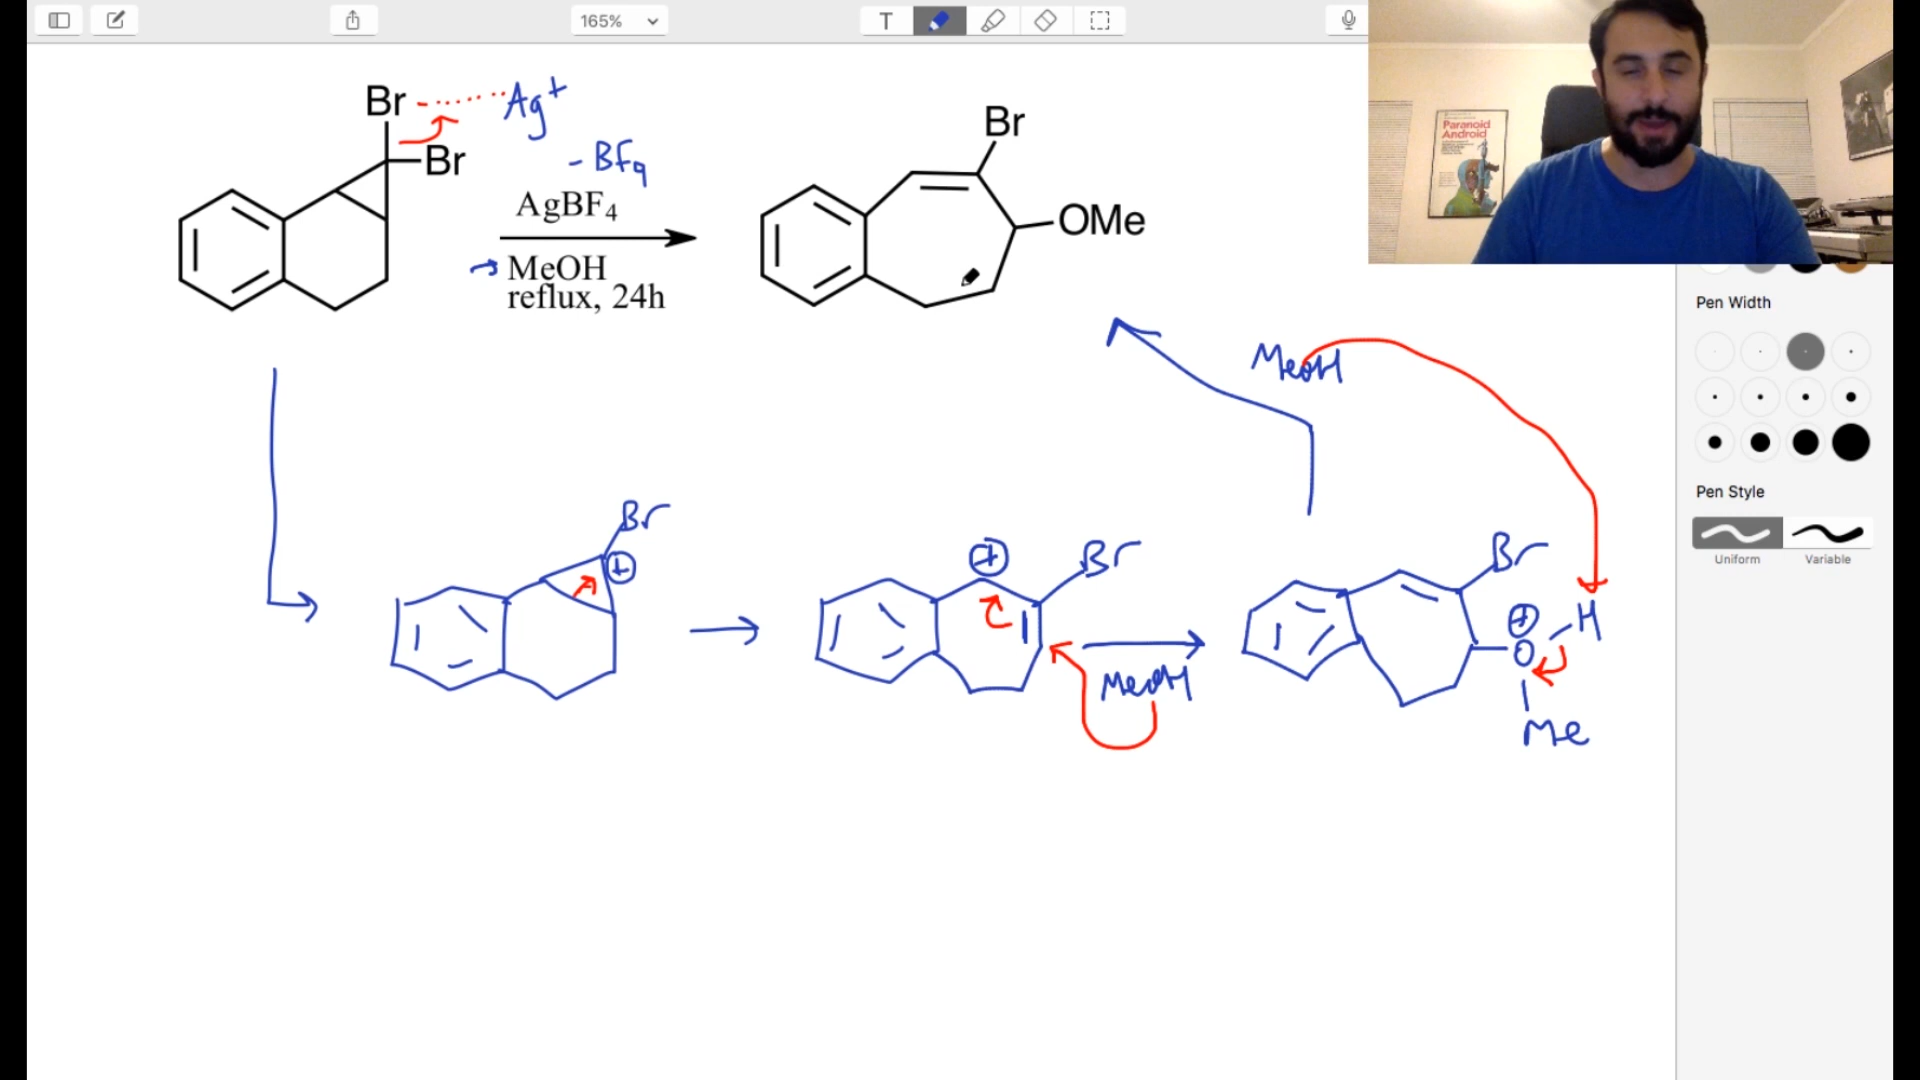 165%
T
Br
Ag+
Br
- BF4
AgBF4
MeOH
reflux, 24h
Br
OMe
Paranoid
Android
Pen Width
Pen Style
Uniform
Variable
MeOH
Br
+
+
Br
MeOH
Br
+
H
O
Me